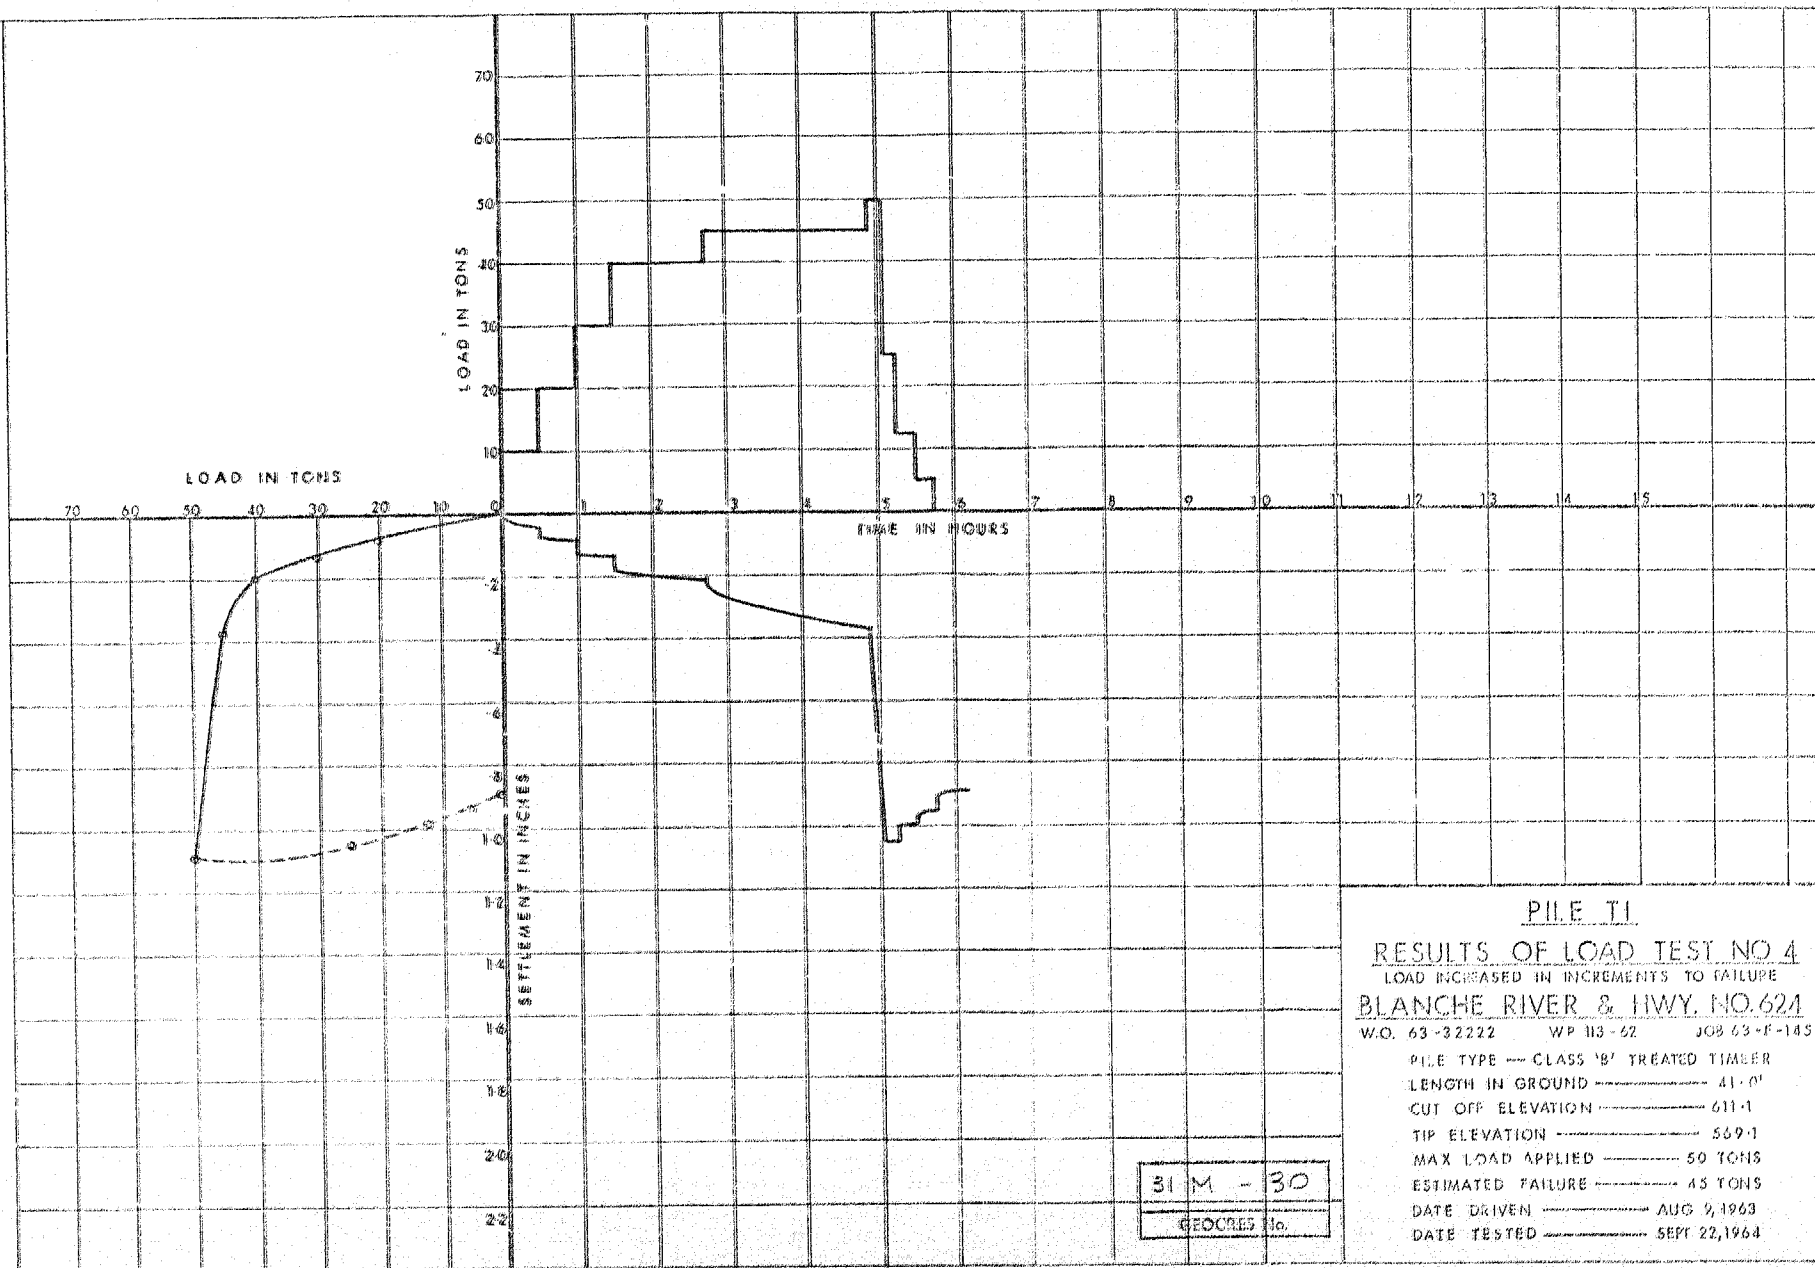 70
60
50
40
30
20
10
LOAD IN TONS
LOAD IN TONS
70 60 50 40 30 20 10 0 1 2 3 4 5 6 7 8 9 10 11 12 13 14 15
TIME IN HOURS
·2
·4
·6
·8
1·0
1·2
1·4
1·6
1·8
2·0
2·2
SETTLEMENT IN INCHES
PILE T1
RESULTS OF LOAD TEST NO 4
LOAD INCREASED IN INCREMENTS TO FAILURE
BLANCHE RIVER & HWY. NO. 624
W.O. 63-32222 WP 113-62 JOB 63-F-145
PILE TYPE — CLASS 'B' TREATED TIMBER
LENGTH IN GROUND — 41·0'
CUT OFF ELEVATION — 611·1
TIP ELEVATION — 569·1
MAX LOAD APPLIED — 50 TONS
ESTIMATED FAILURE — 45 TONS
DATE DRIVEN — AUG 9, 1963
DATE TESTED — SEPT 22, 1964
31 M - 30
GEOCRES No.